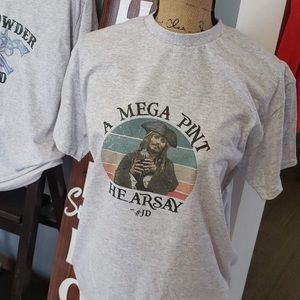 OWDER
D
A MEGA PINT
HEARSAY
~#JD